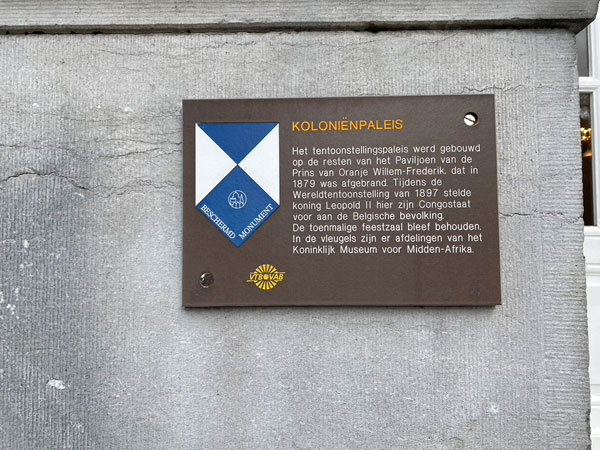 KOLONIËNPALEIS
Het tentoonstellingspaleis werd gebouwd
op de resten van het Paviljoen van de
Prins van Oranje Willem-Frederik, dat in
1879 was afgebrand. Tijdens de
Wereldtentoonstelling van 1897 stelde
koning Leopold II hier zijn Congostaat
voor aan de Belgische bevolking.
De toenmalige feestzaal bleef behouden.
In de vleugels zijn er afdelingen van het
Koninklijk Museum voor Midden-Afrika.
BESCHERMD MONUMENT
VTB VAB